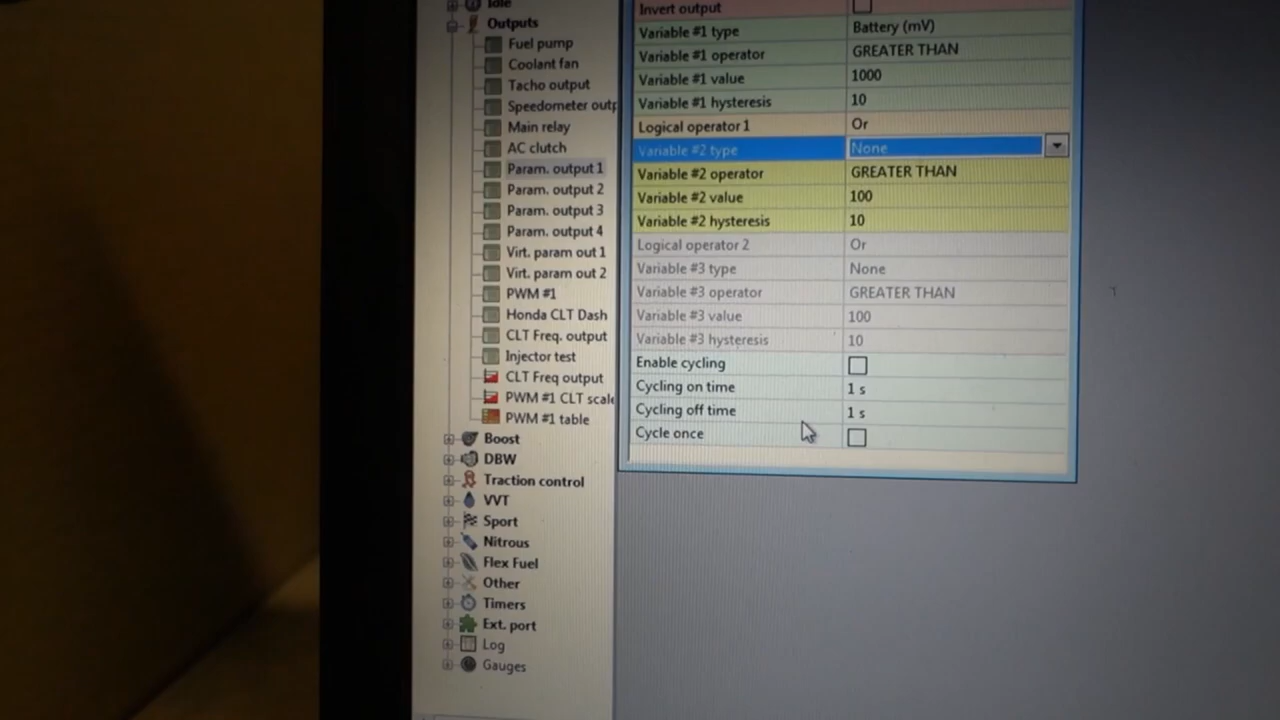 Idle
Outputs
Fuel pump
Coolant fan
Tacho output
Speedometer outp
Main relay
AC clutch
Param. output 1
Param. output 2
Param. output 3
Param. output 4
Virt. param out 1
Virt. param out 2
PWM #1
Honda CLT Dash
CLT Freq. output
Injector test
CLT Freq output
PWM #1 CLT scale
PWM #1 table
Boost
DBW
Traction control
VVT
Sport
Nitrous
Flex Fuel
Other
Timers
Ext. port
Log
Gauges
Invert output
Variable #1 type Battery (mV)
Variable #1 operator GREATER THAN
Variable #1 value 1000
Variable #1 hysteresis 10
Logical operator 1 Or
Variable #2 type None
Variable #2 operator GREATER THAN
Variable #2 value 100
Variable #2 hysteresis 10
Logical operator 2 Or
Variable #3 type None
Variable #3 operator GREATER THAN
Variable #3 value 100
Variable #3 hysteresis 10
Enable cycling
Cycling on time 1 s
Cycling off time 1 s
Cycle once